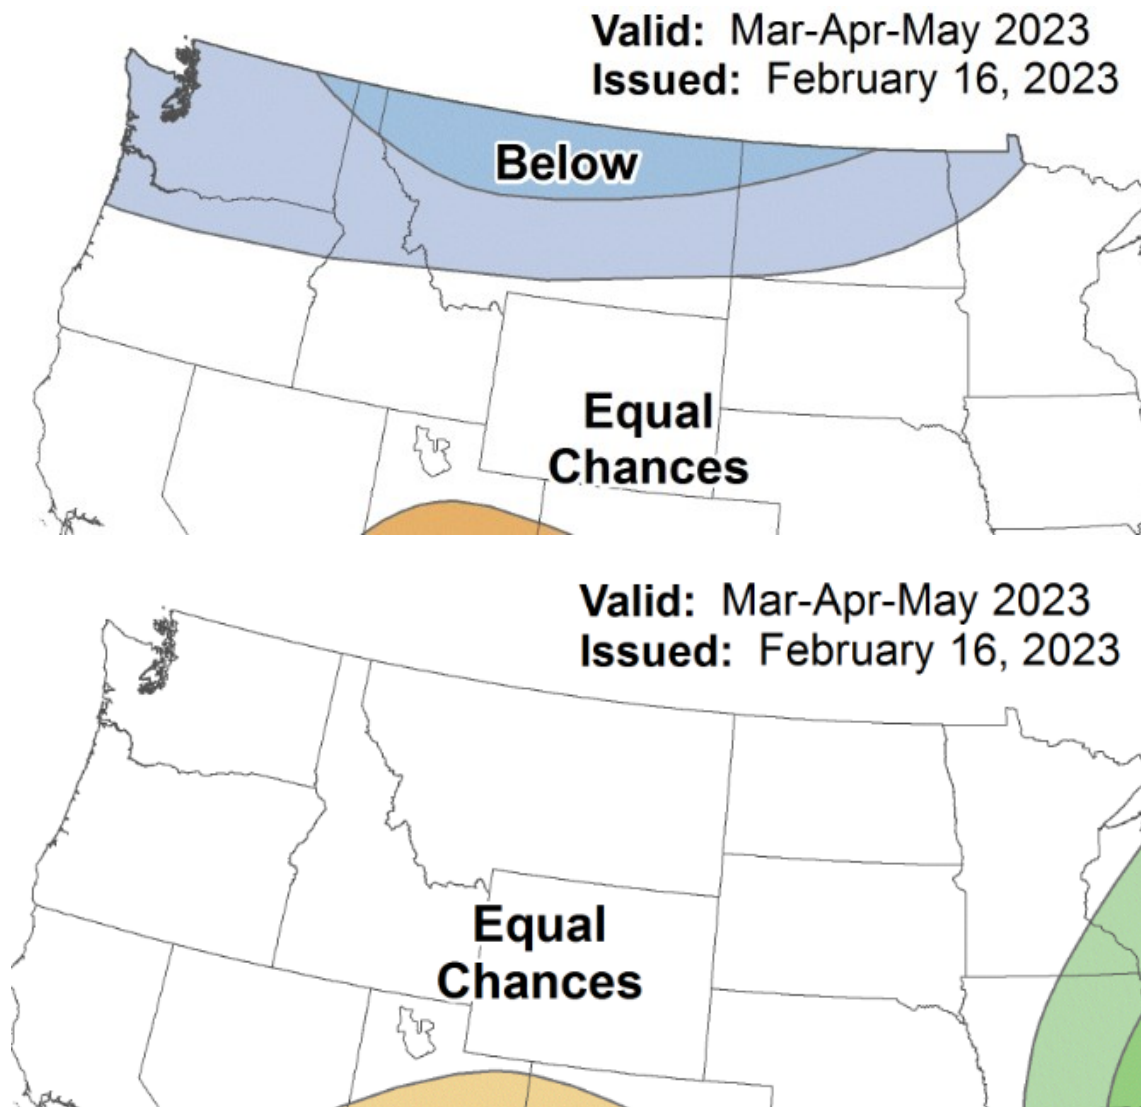 Valid: Mar-Apr-May 2023
Issued: February 16, 2023
Below
Equal
Chances
Valid: Mar-Apr-May 2023
Issued: February 16, 2023
Equal
Chances